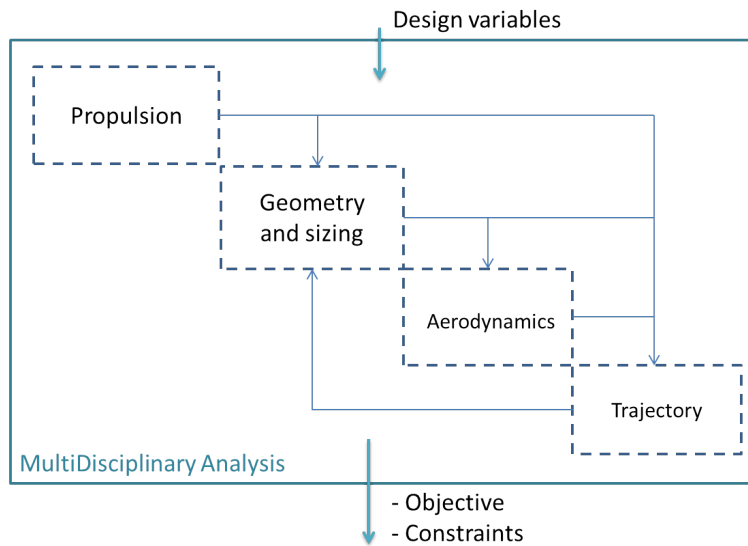 Design variables
Propulsion
Geometry
and sizing
Aerodynamics
Trajectory
MultiDisciplinary Analysis
- Objective
- Constraints